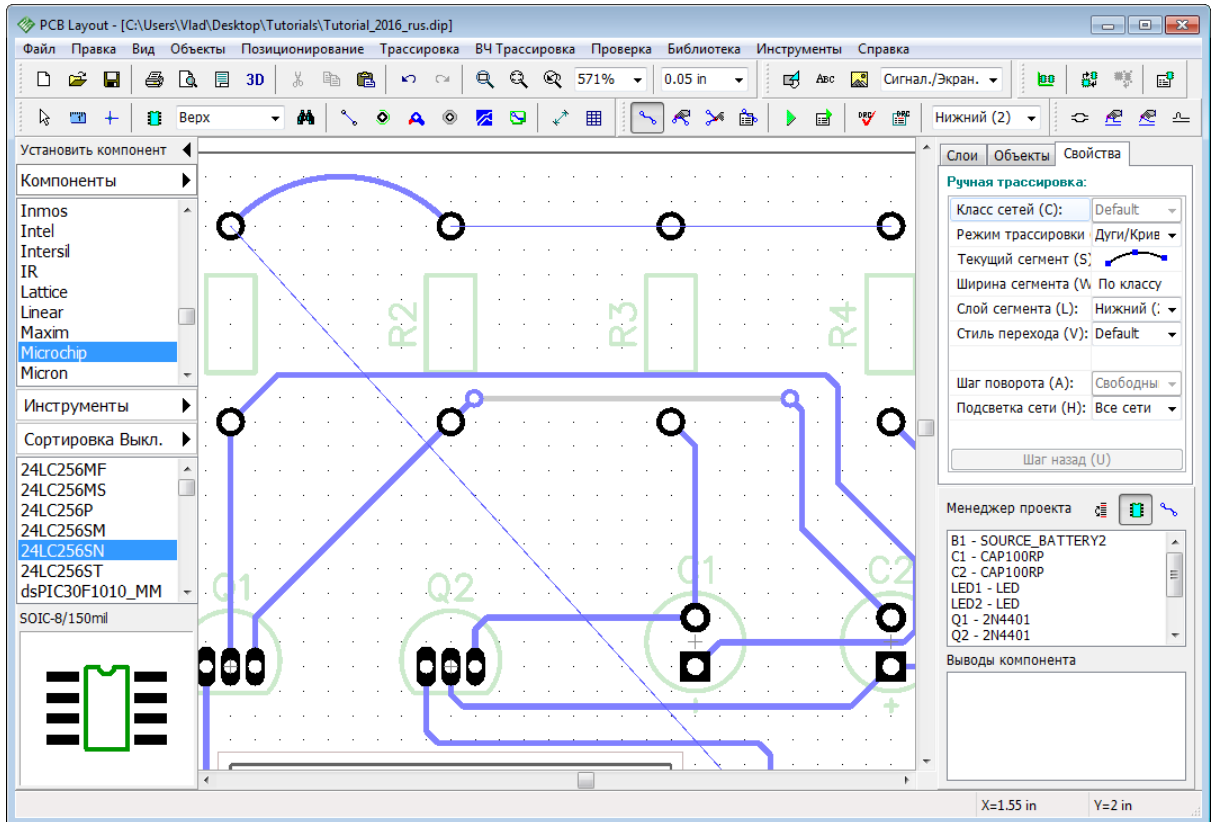 PCB Layout - [C:\Users\Vlad\Desktop\Tutorials\Tutorial_2016_rus.dip]
Файл Правка Вид Объекты Позиционирование Трассировка ВЧ Трассировка Проверка Библиотека Инструменты Справка
3D 571% 0.05 in ABC Сигнал./Экран.
Верх DRC DRC Нижний (2)
Установить компонент
Компоненты
Inmos
Intel
Intersil
IR
Lattice
Linear
Maxim
Microchip
Micron
Инструменты
Сортировка Выкл.
24LC256MF
24LC256MS
24LC256P
24LC256SM
24LC256SN
24LC256ST
dsPIC30F1010_MM
SOIC-8/150mil
R2
R3
R4
Q1
Q2
C1
C2
Слои Объекты Свойства
Ручная трассировка:
Класс сетей (C): Default
Режим трассировки Дуги/Крив
Текущий сегмент (S)
Ширина сегмента (W По классу
Слой сегмента (L): Нижний (
Стиль перехода (V): Default
Шаг поворота (A): Свободны
Подсветка сети (H): Все сети
Шаг назад (U)
Менеджер проекта
B1 - SOURCE_BATTERY2
C1 - CAP100RP
C2 - CAP100RP
LED1 - LED
LED2 - LED
Q1 - 2N4401
Q2 - 2N4401
Выводы компонента
X=1.55 in Y=2 in